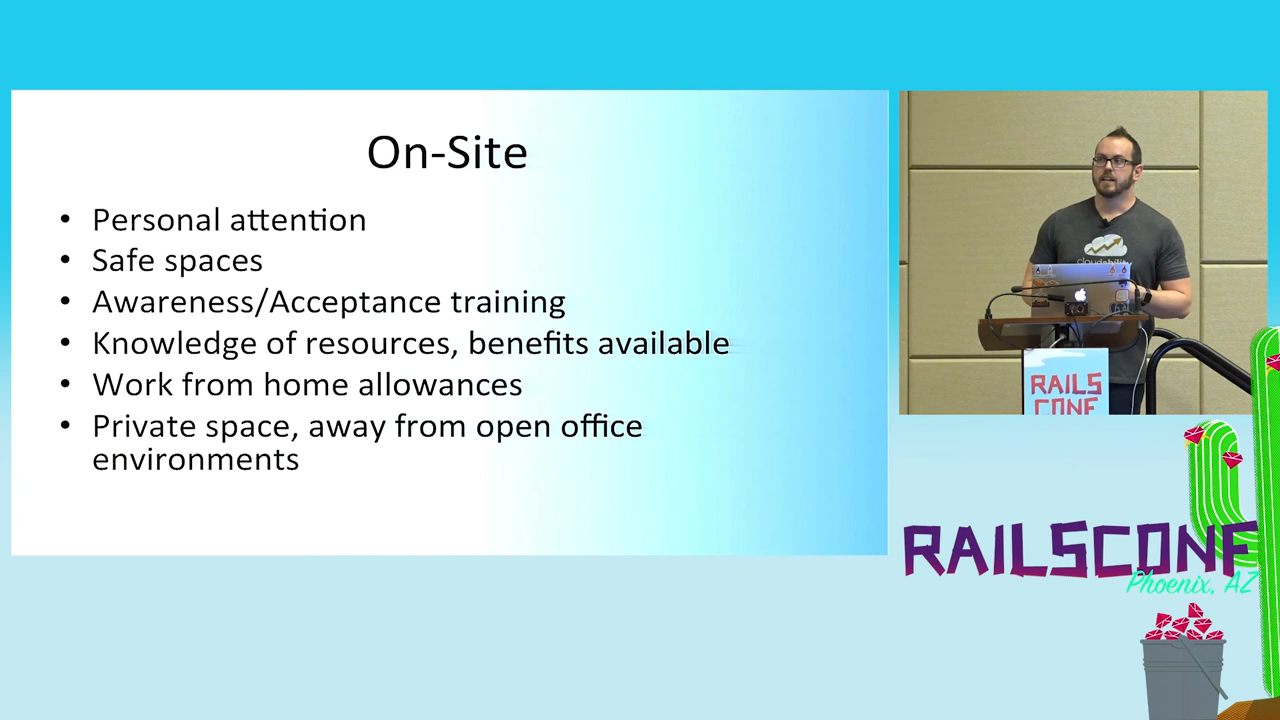 On-Site
• Personal attention
• Safe spaces
• Awareness/Acceptance training
• Knowledge of resources, benefits available
• Work from home allowances
• Private space, away from open office
environments
cloudability
RAILS
CONF
RAILSCONF
Phoenix, AZ